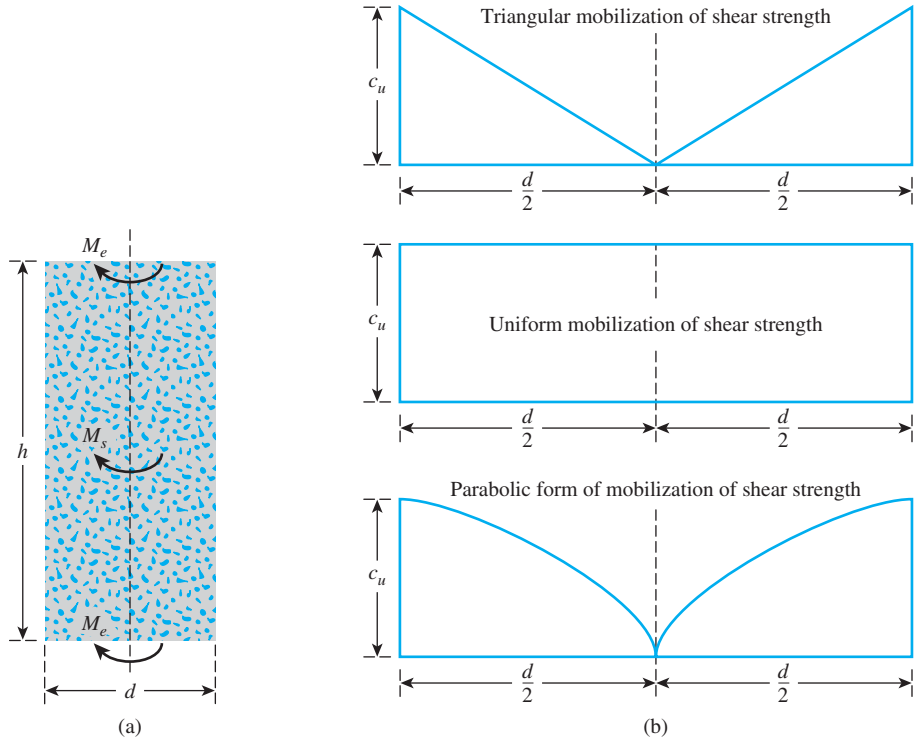 M_e
h
M_s
M_e
d
(a)
Triangular mobilization of shear strength
c_u
d/2
d/2
c_u
Uniform mobilization of shear strength
d/2
d/2
Parabolic form of mobilization of shear strength
c_u
d/2
d/2
(b)